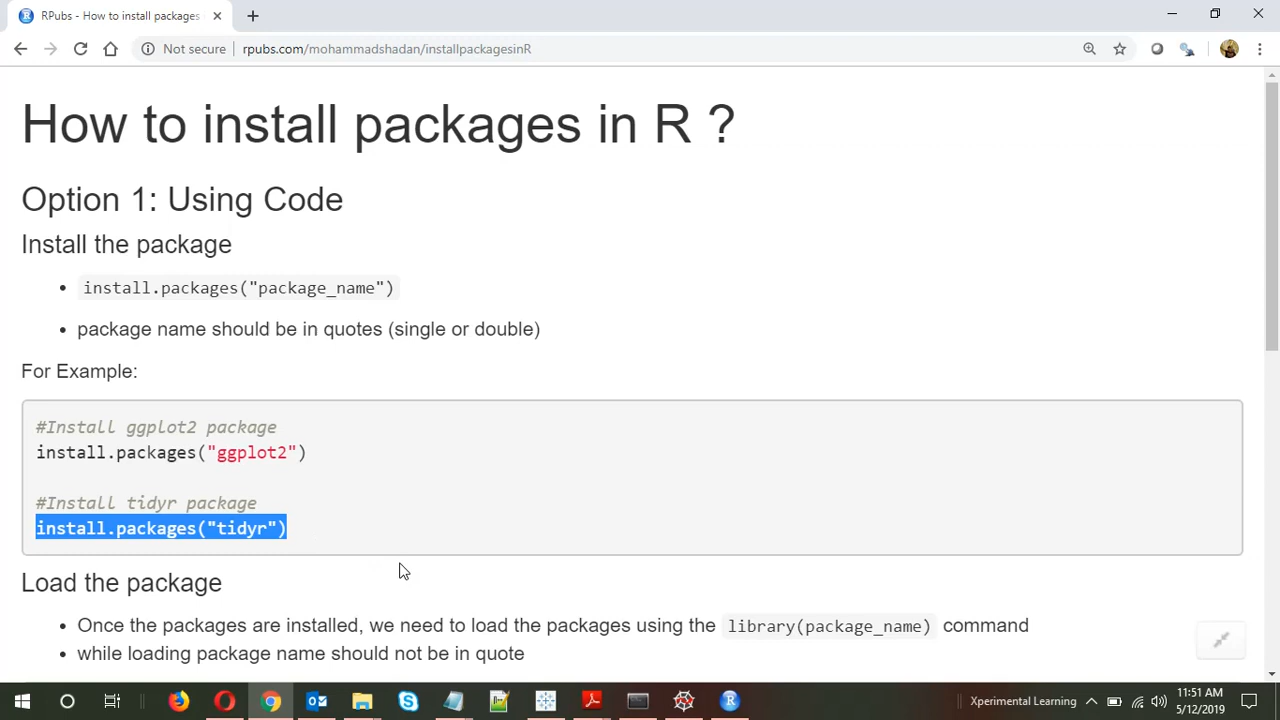 RPubs - How to install packages
Not secure | rpubs.com/mohammadshadan/installpackagesinR
How to install packages in R ?
Option 1: Using Code
Install the package
install.packages("package_name")
package name should be in quotes (single or double)
For Example:
#Install ggplot2 package
install.packages("ggplot2")
#Install tidyr package
install.packages("tidyr")
Load the package
Once the packages are installed, we need to load the packages using the library(package_name) command
while loading package name should not be in quote
Xperimental Learning
11:51 AM
5/12/2019